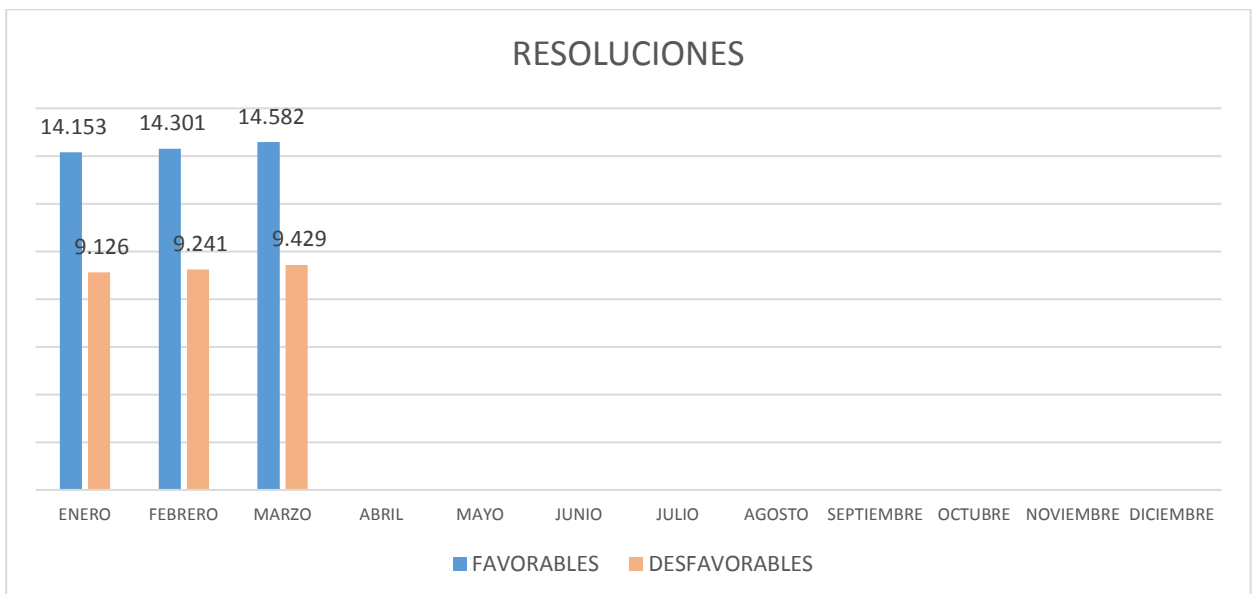 RESOLUCIONES
14.153 14.301 14.582
9.126 9.241 9.429
ENERO FEBRERO MARZO ABRIL MAYO JUNIO JULIO AGOSTO SEPTIEMBRE OCTUBRE NOVIEMBRE DICIEMBRE
FAVORABLES DESFAVORABLES